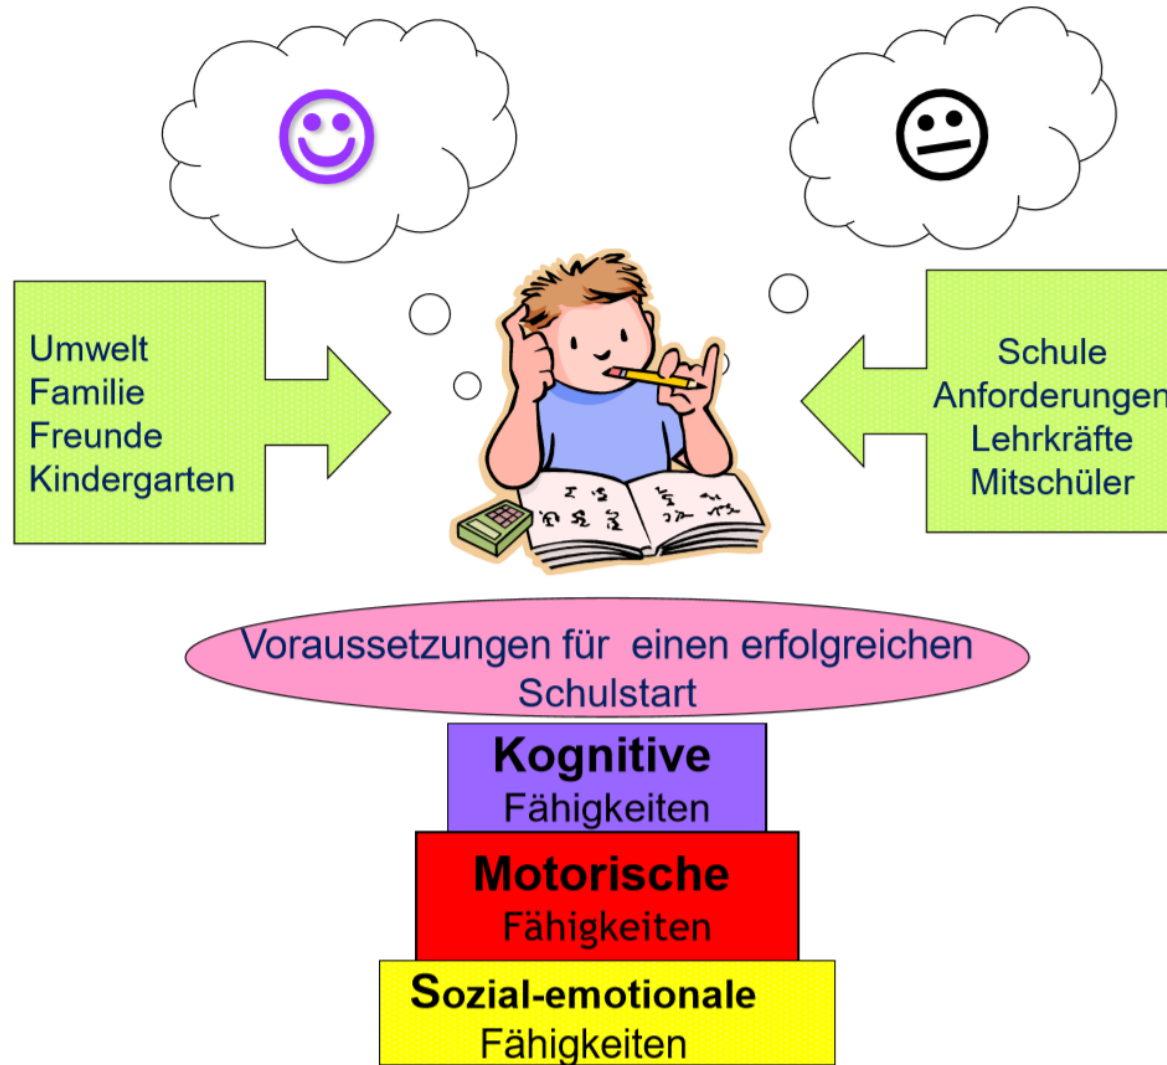 Umwelt
Familie
Freunde
Kindergarten
Schule
Anforderungen
Lehrkräfte
Mitschüler
Voraussetzungen für  einen erfolgreichen
Schulstart
Kognitive
Fähigkeiten
Motorische
Fähigkeiten
Sozial-emotionale
Fähigkeiten